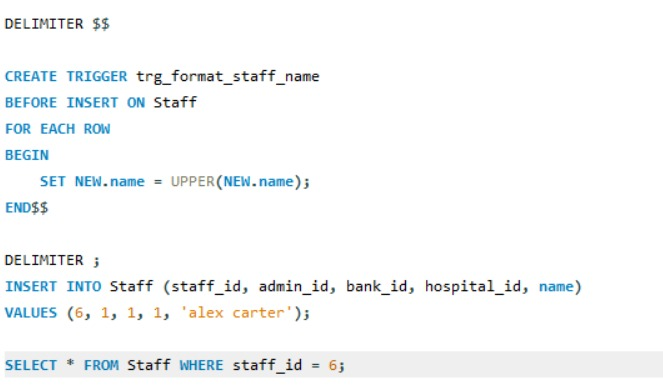 DELIMITER $$
CREATE TRIGGER trg_format_staff_name
BEFORE INSERT ON Staff
FOR EACH ROW
BEGIN
SET NEW.name = UPPER(NEW.name);
END$$
DELIMITER ;
INSERT INTO Staff (staff_id, admin_id, bank_id, hospital_id, name)
VALUES (6, 1, 1, 1, 'alex carter');
SELECT * FROM Staff WHERE staff_id = 6;